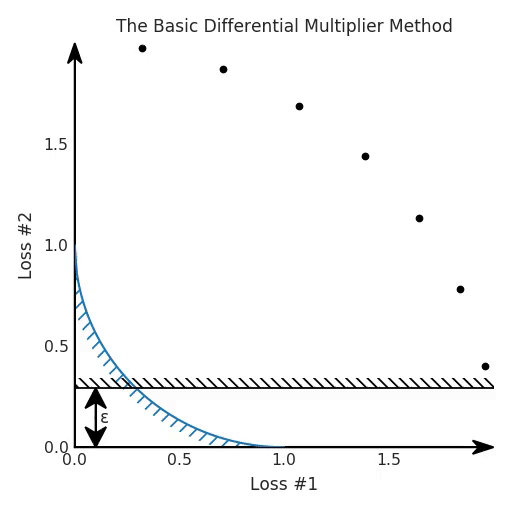 The Basic Differential Multiplier Method
Loss #2
1.5
1.0
0.5
0.0
ε
0.0 0.5 1.0 1.5
Loss #1